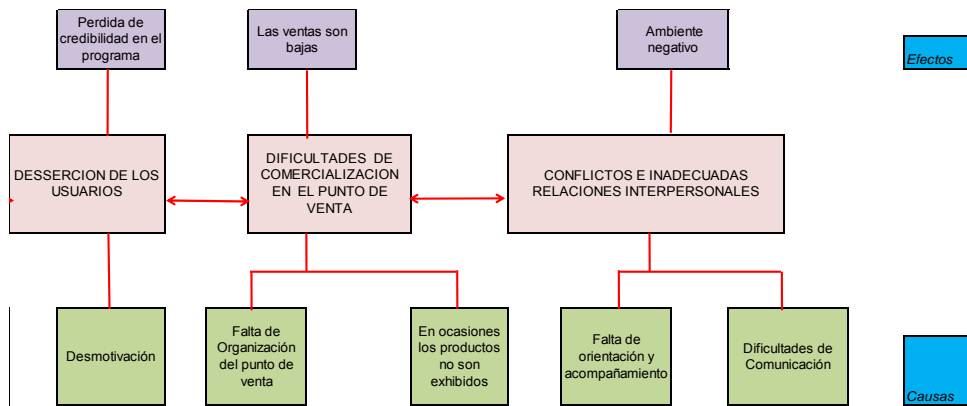 Perdida de
credibilidad en el
programa
Las ventas son
bajas
Ambiente
negativo
Efectos
DESSERCION DE LOS
USUARIOS
DIFICULTADES DE
COMERCIALIZACION
EN EL PUNTO DE
VENTA
CONFLICTOS E INADECUADAS
RELACIONES INTERPERSONALES
Desmotivación
Falta de
Organización
del punto de
venta
En ocasiones
los productos
no son
exhibidos
Falta de
orientación y
acompañamiento
Dificultades de
Comunicación
Causas